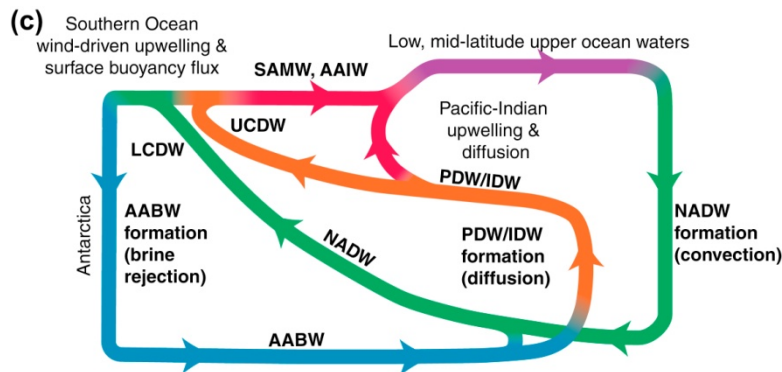 (c)
Southern Ocean
wind-driven upwelling &
surface buoyancy flux
Low, mid-latitude upper ocean waters
SAMW, AAIW
UCDW
Pacific-Indian
upwelling &
diffusion
LCDW
PDW/IDW
Antarctica
AABW
formation
(brine
rejection)
NADW
PDW/IDW
formation
(diffusion)
NADW
formation
(convection)
AABW